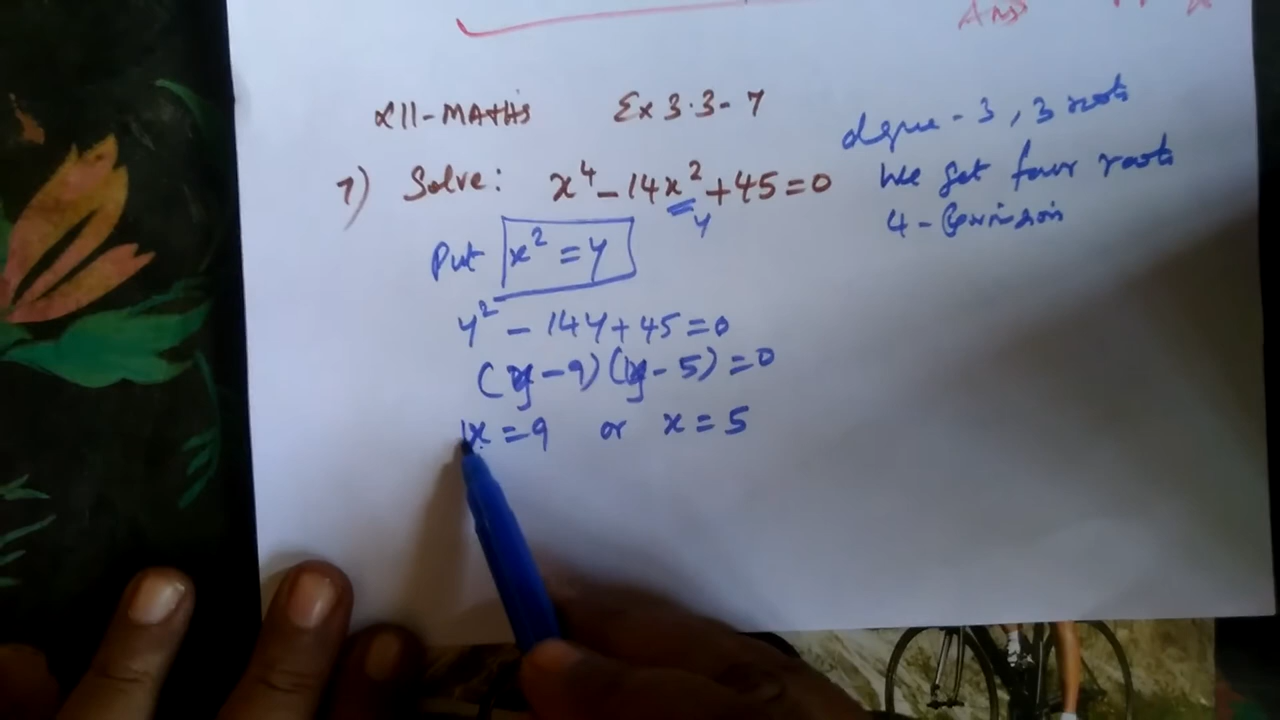 Ans
XII-MATHS Ex 3.3-7
degree - 3, 3 roots
7) Solve: x⁴ - 14x² + 45 = 0
We get four roots
y
4 -
Put x² = y
y² - 14y + 45 = 0
(y - 9)(y - 5) = 0
x = 9 or x = 5